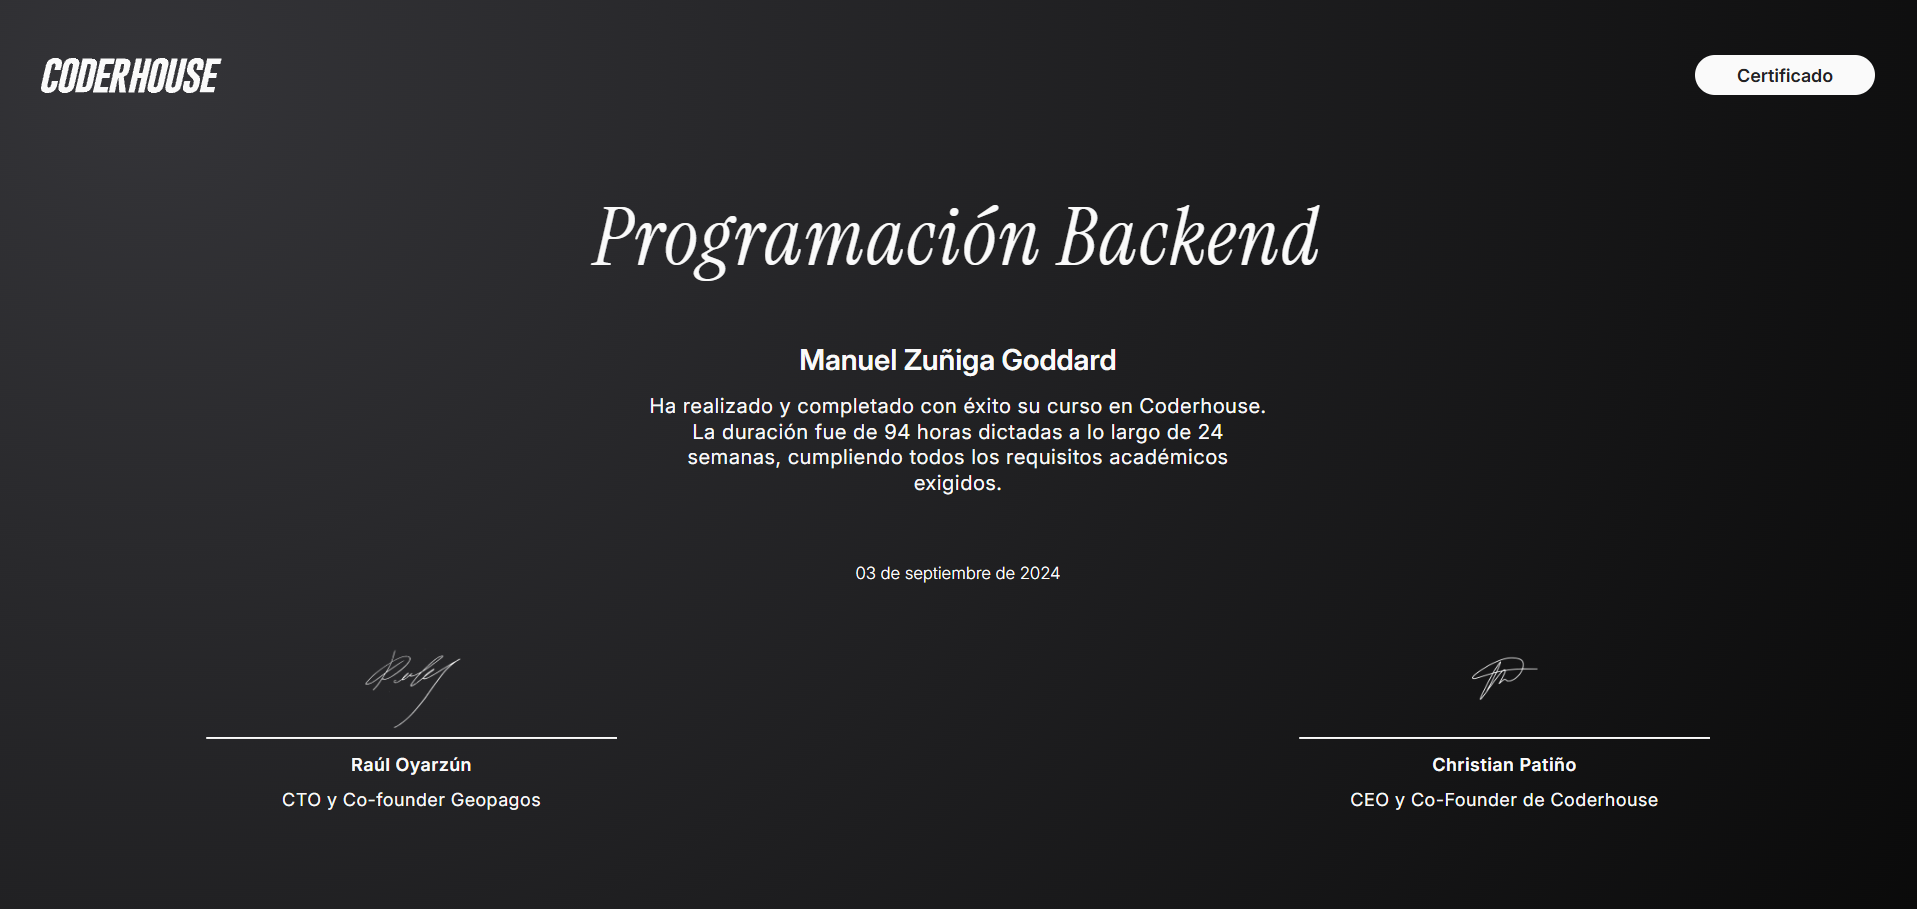 CODERHOUSE
Certificado
Programación Backend
Manuel Zuñiga Goddard
Ha realizado y completado con éxito su curso en Coderhouse.
La duración fue de 94 horas dictadas a lo largo de 24
semanas, cumpliendo todos los requisitos académicos
exigidos.
03 de septiembre de 2024
Raúl Oyarzún
CTO y Co-founder Geopagos
Christian Patiño
CEO y Co-Founder de Coderhouse